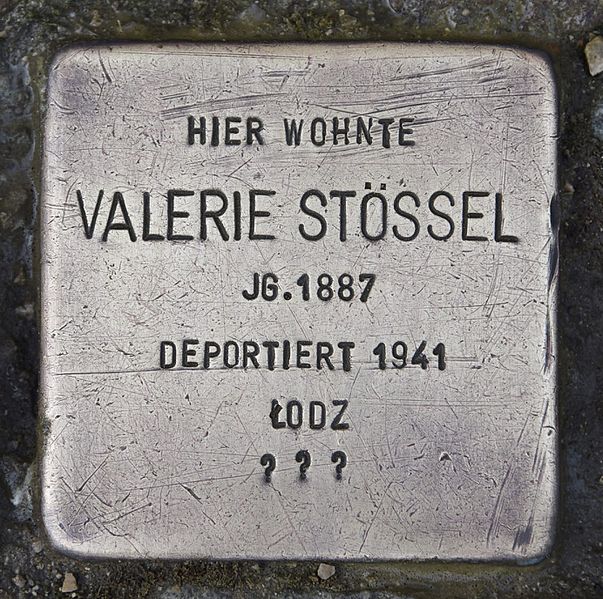 HIER WOHNTE
VALERIE STÖSSEL
JG.1887
DEPORTIERT 1941
ŁODZ
? ? ?